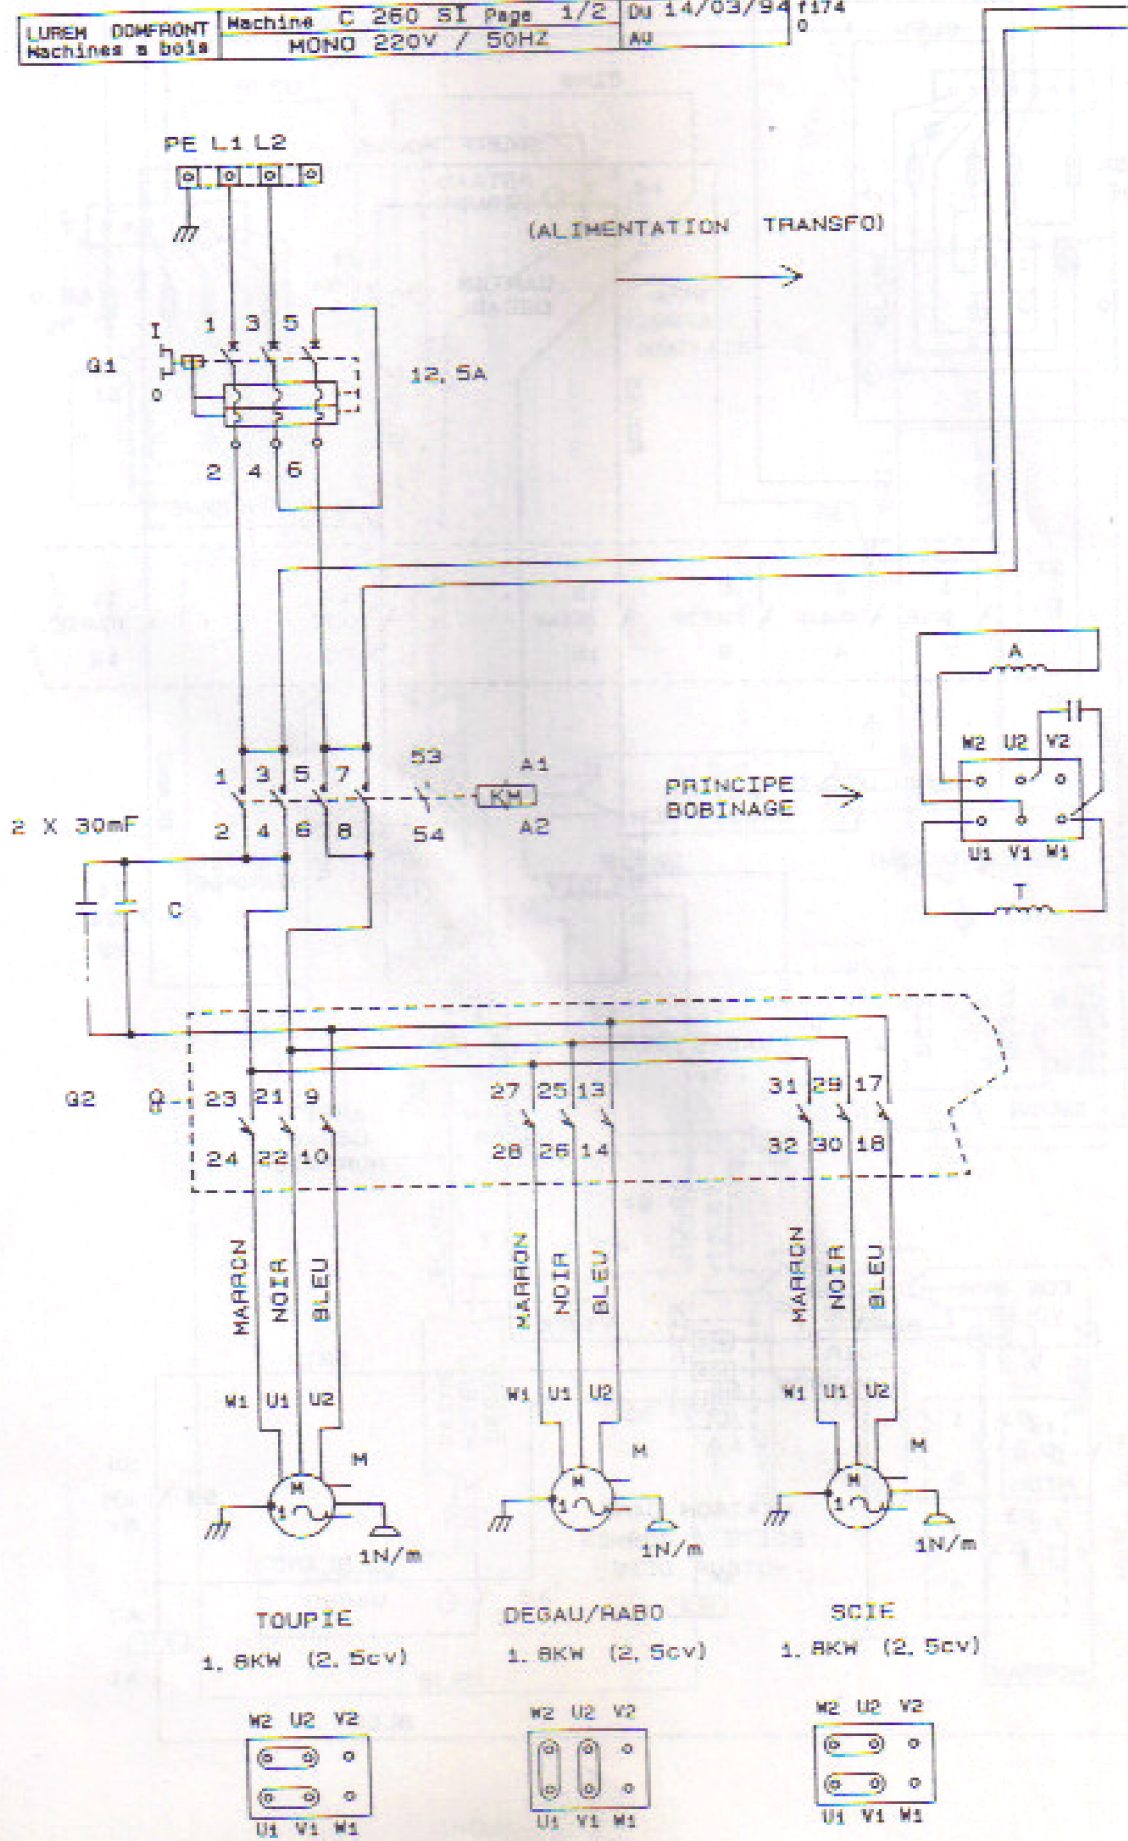 LUREM DOMFRONT
Machines a bois
Machine C 260 SI Page 1/2
MONO 220V / 50HZ
Du 14/03/94
AU
f174
0
PE L1 L2
(ALIMENTATION TRANSFO)
I
1 3 5
G1
12,5A
0
2 4 6
A
W2 U2 V2
53
A1
1 3 5 7
PRINCIPE
BOBINAGE
KM
2 X 30mF
2 4 6 8
54
A2
U1 V1 W1
T
C
G2
23 21 9
27 25 13
31 29 17
24 22 10
28 26 14
32 30 18
MARRON
NOIR
BLEU
MARRON
NOIR
BLEU
MARRON
NOIR
BLEU
W1 U1 U2
W1 U1 U2
W1 U1 U2
M
M
M
M
1
M
1
M
1
1N/m
1N/m
1N/m
TOUPIE
1,8KW (2,5cv)
DEGAU/RABO
1,8KW (2,5cv)
SCIE
1,8KW (2,5cv)
W2 U2 V2
W2 U2 V2
W2 U2 V2
U1 V1 W1
U1 V1 W1
U1 V1 W1